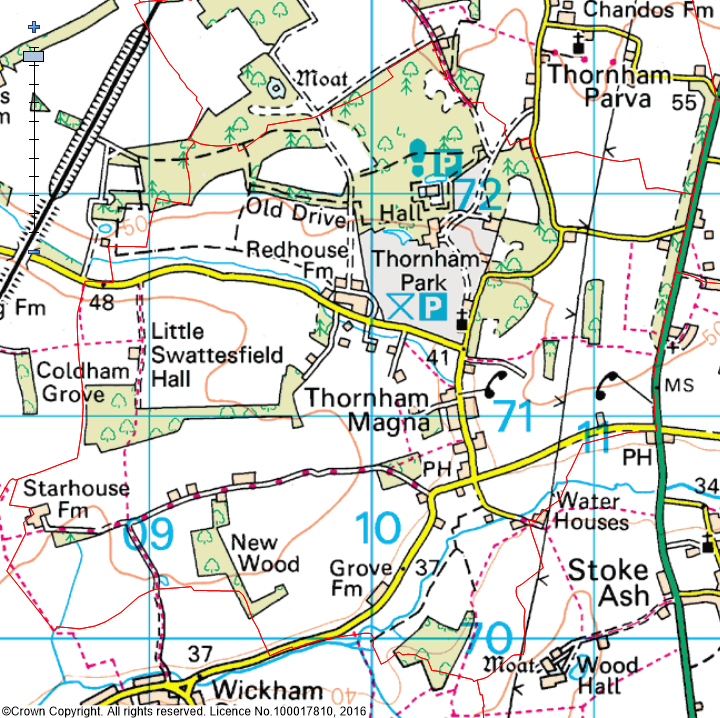 Chandos Fm
Moat
Thornham
Parva
55
s
m
P
72
Old Drive
Hall
50
Redhouse
Fm
Thornham
Park
g Fm
48
P
Little
Swattesfield
Hall
41
Coldham
Grove
MS
Thornham
Magna
71
11
PH
PH
34
Starhouse
Fm
Water
Houses
09
10
New
Wood
Grove
Fm
37
Stoke
Ash
70
37
Moat
Wood
Hall
Wickham
40
©Crown Copyright. All rights reserved. Licence No.100017810, 2016